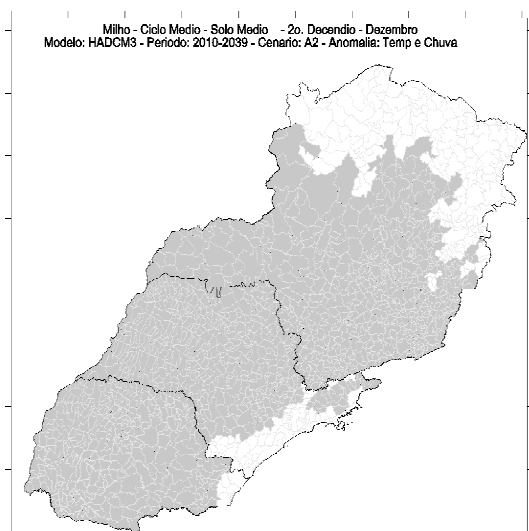 Milho - Ciclo Medio - Solo Medio - 2o. Decendio - Dezembro
Modelo: HADCM3 - Periodo: 2010-2039 - Cenario: A2 - Anomalia: Temp e Chuva